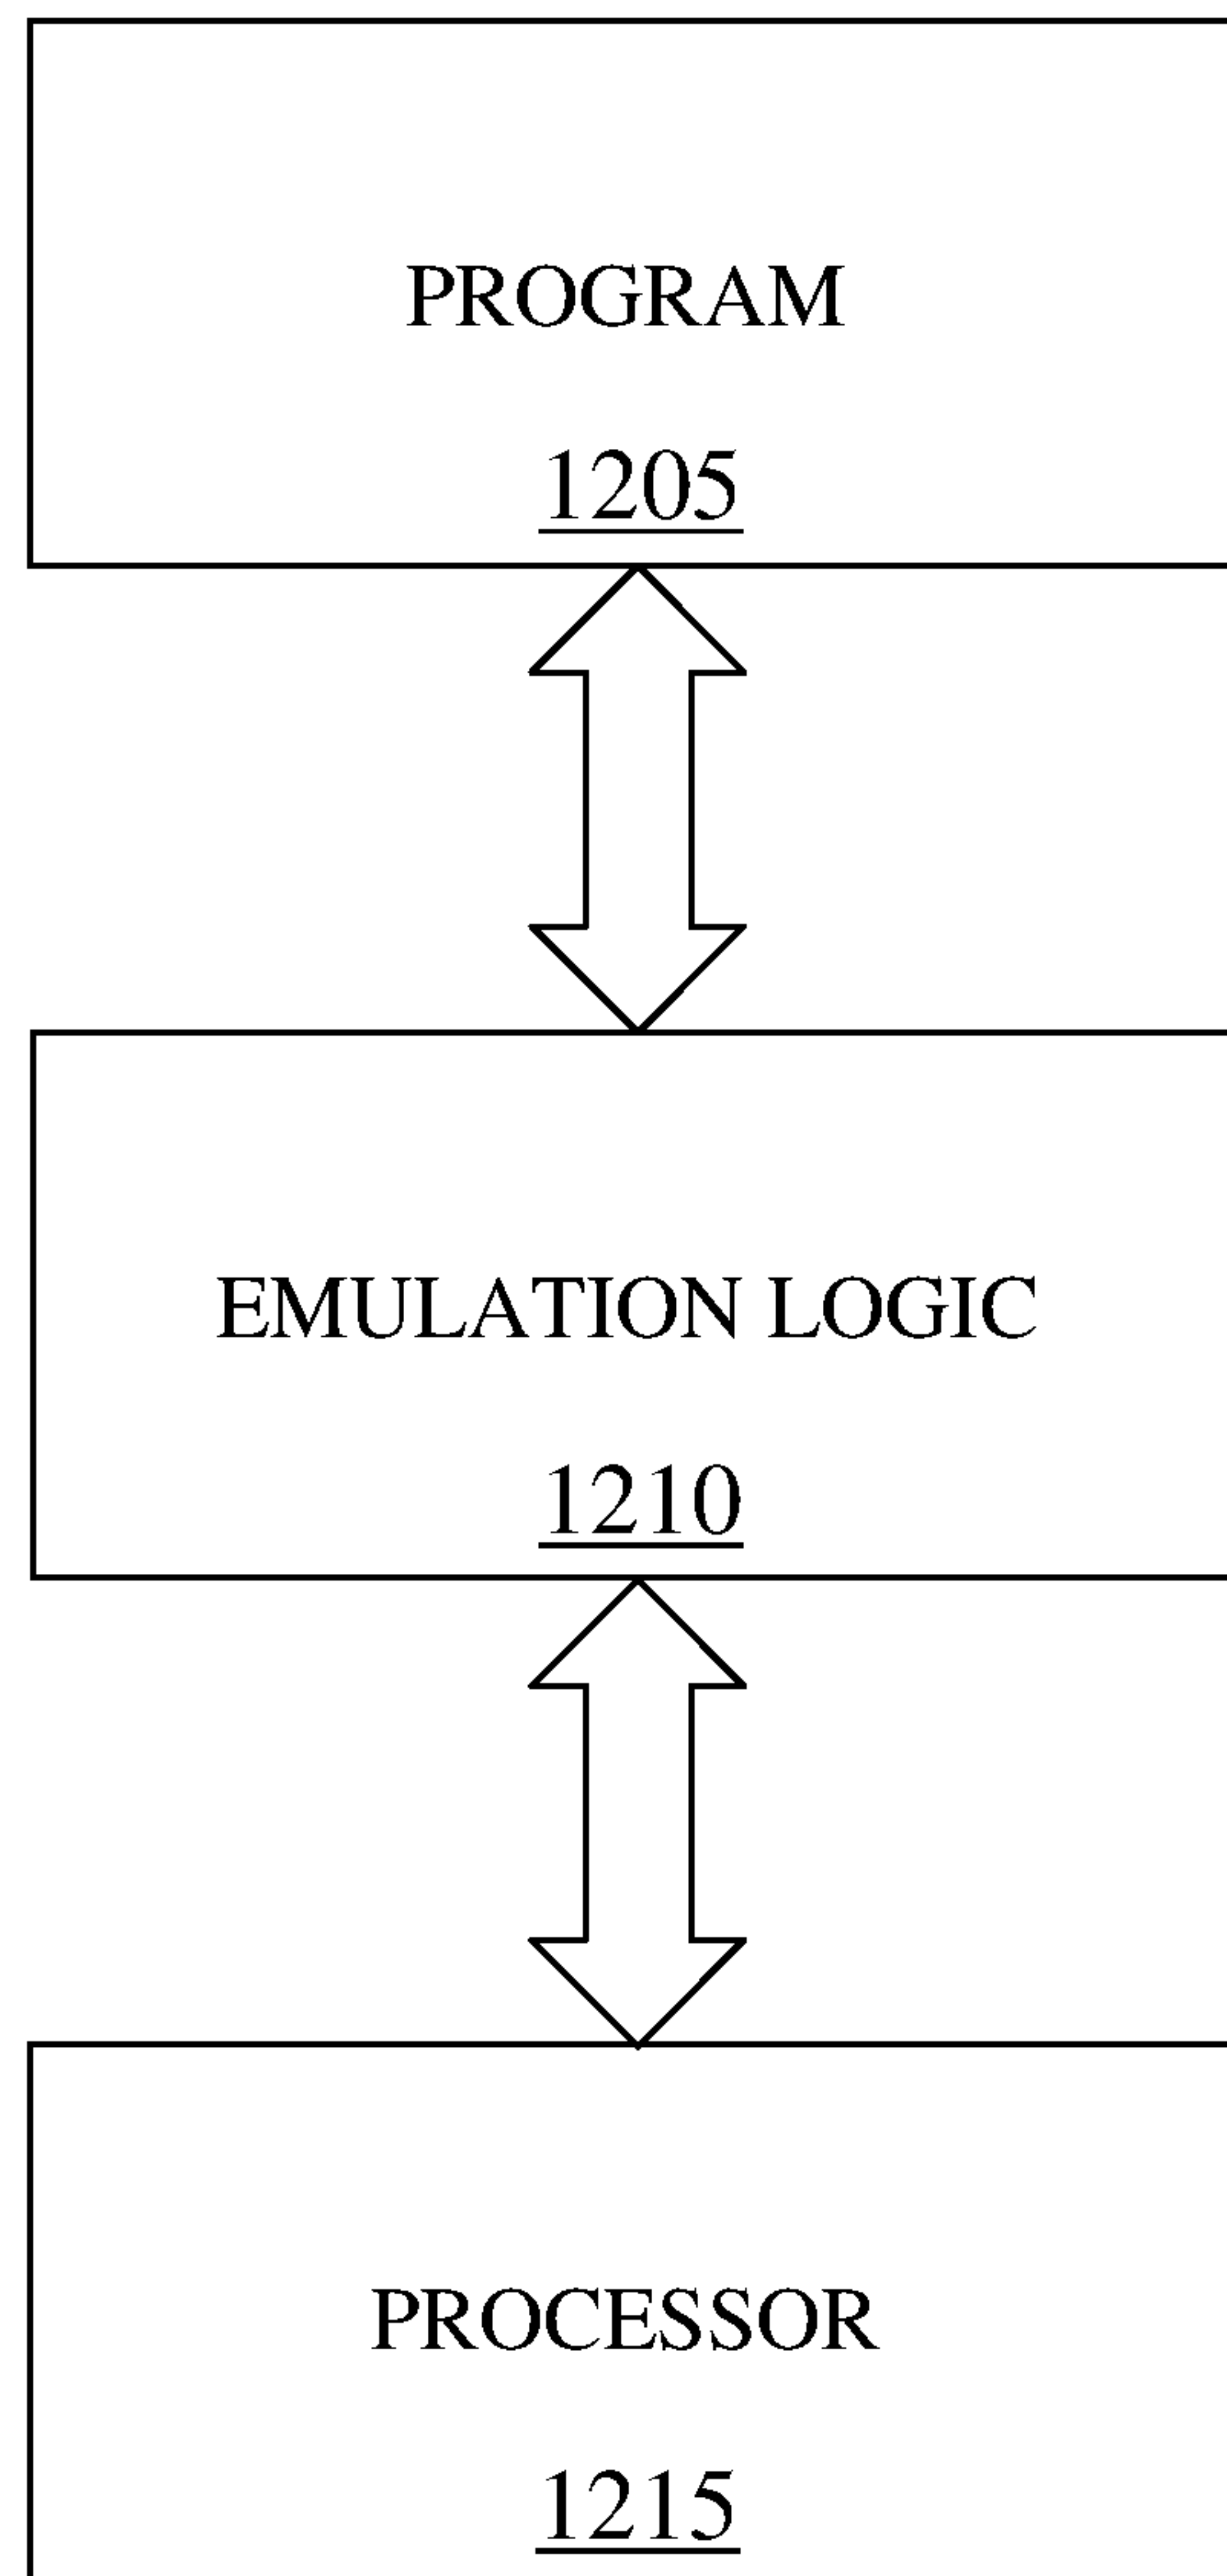 PROGRAM
1205
EMULATION LOGIC
1210
PROCESSOR
1215